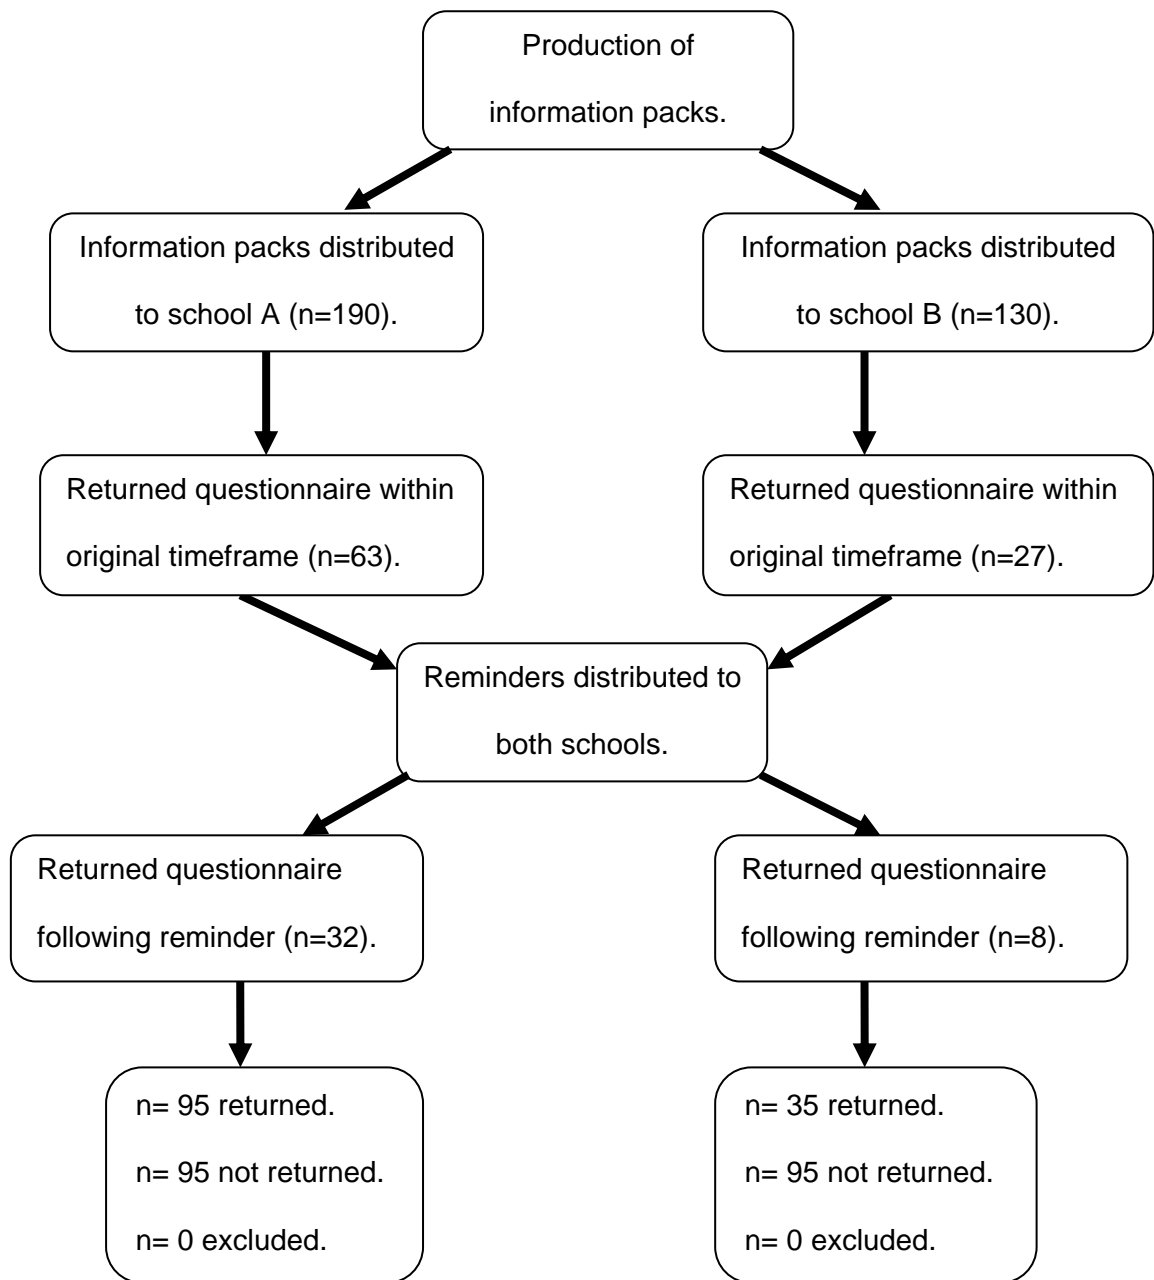 Production of
information packs.
Information packs distributed
to school A (n=190).
Information packs distributed
to school B (n=130).
Returned questionnaire within
original timeframe (n=63).
Returned questionnaire within
original timeframe (n=27).
Reminders distributed to
both schools.
Returned questionnaire
following reminder (n=32).
Returned questionnaire
following reminder (n=8).
n= 95 returned.
n= 95 not returned.
n= 0 excluded.
n= 35 returned.
n= 95 not returned.
n= 0 excluded.